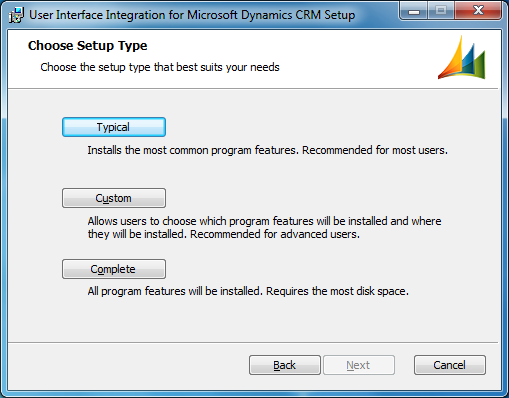 User Interface Integration for Microsoft Dynamics CRM Setup
Choose Setup Type
Choose the setup type that best suits your needs
Typical
Installs the most common program features. Recommended for most users.
Custom
Allows users to choose which program features will be installed and where
they will be installed. Recommended for advanced users.
Complete
All program features will be installed. Requires the most disk space.
Back Next Cancel